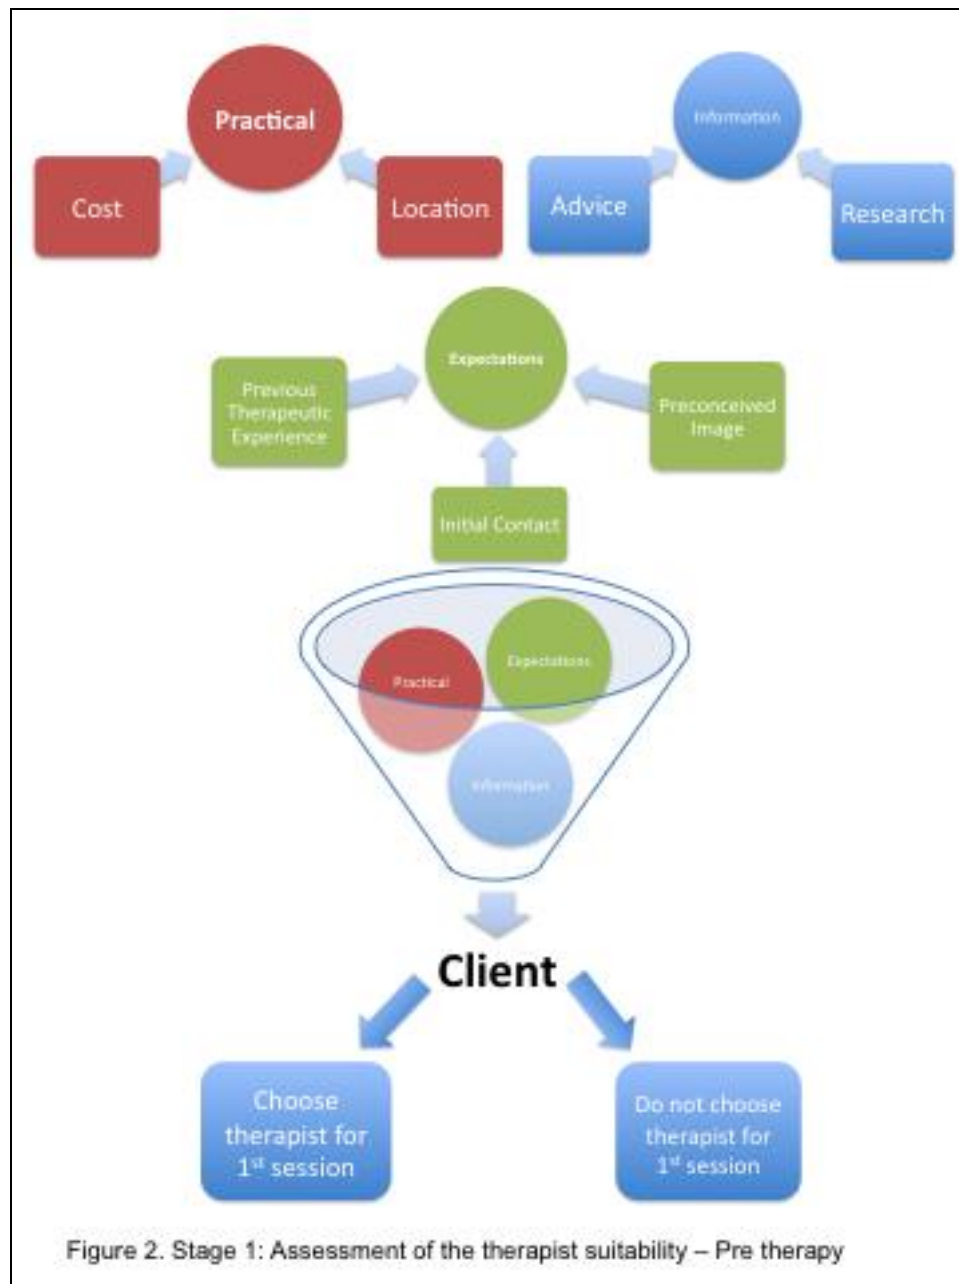 Practical
Cost
Location
Information
Advice
Research
Expectations
Previous
Therapeutic
Experience
Preconceived
Image
Initial Contact
Practical
Expectations
Information
Client
Choose
therapist for
1st session
Do not choose
therapist for
1st session
Figure 2. Stage 1: Assessment of the therapist suitability – Pre therapy